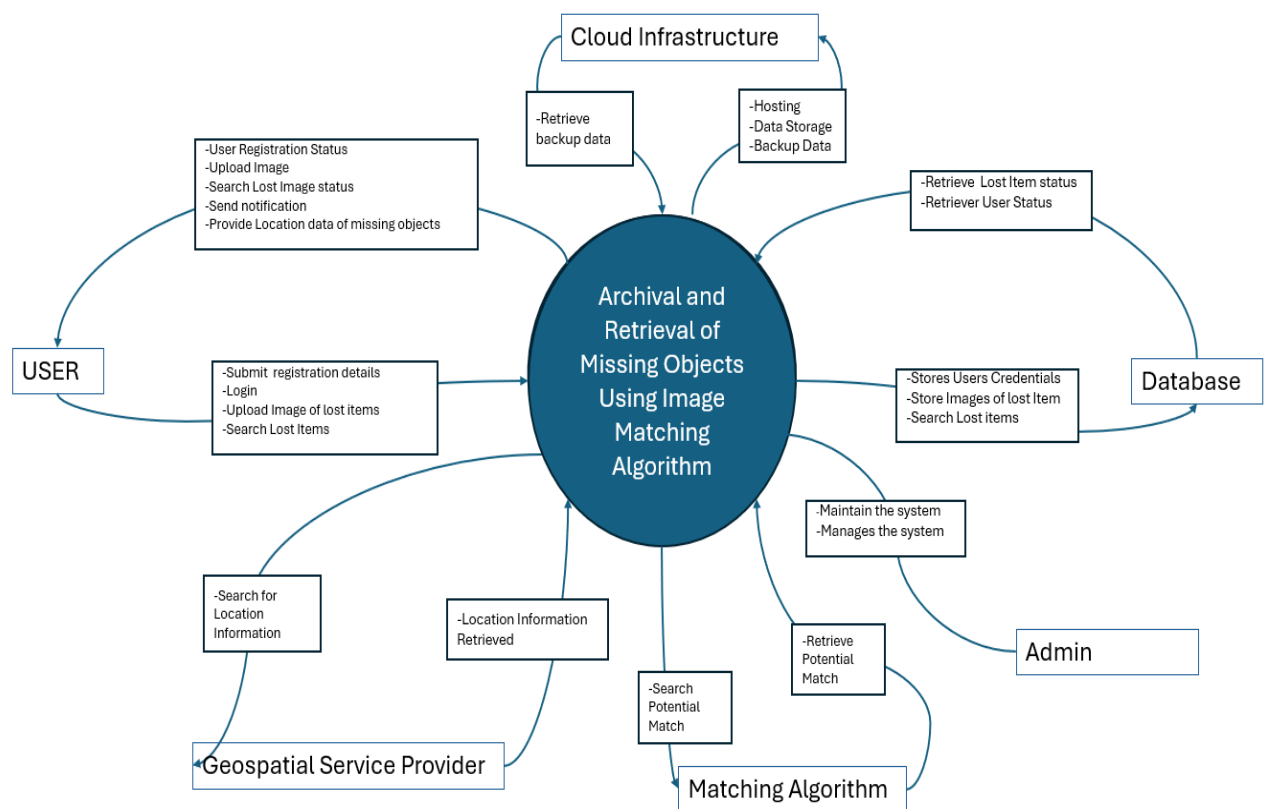 Cloud Infrastructure
-Retrieve
backup data
-Hosting
-Data Storage
-Backup Data
-User Registration Status
-Upload Image
-Search Lost Image status
-Send notification
-Provide Location data of missing objects
-Retrieve Lost Item status
-Retriever User Status
Archival and
Retrieval of
Missing Objects
Using Image
Matching
Algorithm
USER
-Submit registration details
-Login
-Upload Image of lost items
-Search Lost Items
-Stores Users Credentials
-Store Images of lost Item
-Search Lost items
Database
-Maintain the system
-Manages the system
-Search for
Location
Information
-Location Information
Retrieved
-Retrieve
Potential
Match
Admin
-Search
Potential
Match
Geospatial Service Provider
Matching Algorithm